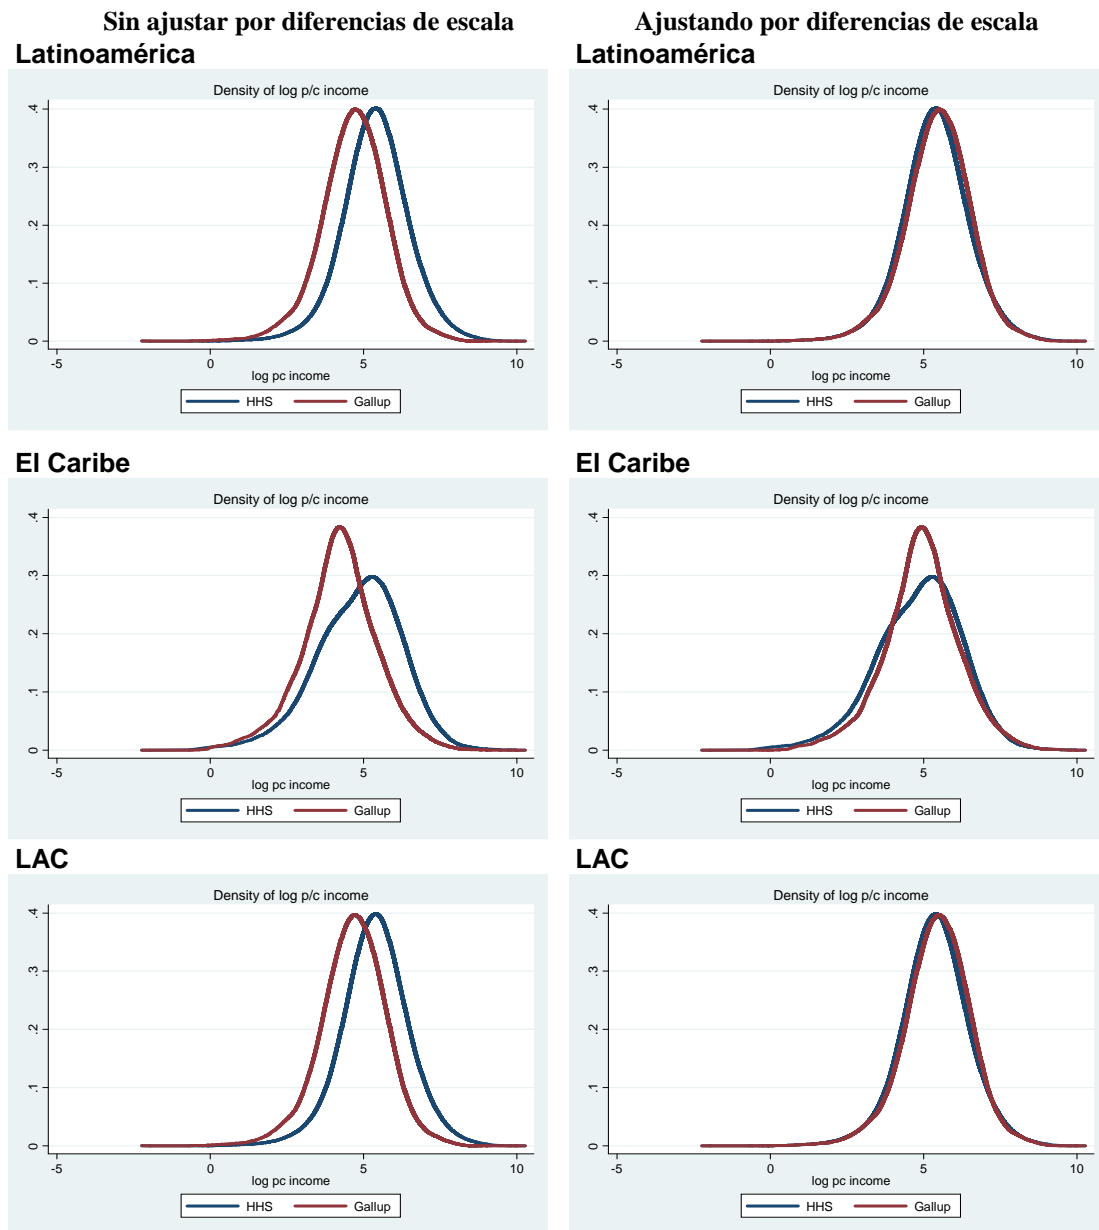 Sin ajustar por diferencias de escala
Ajustando por diferencias de escala
Latinoamérica
Latinoamérica
Density of log p/c income
.4
.3
.2
.1
0
-5 0 5 10
log pc income
HHS Gallup
Density of log p/c income
.4
.3
.2
.1
0
-5 0 5 10
log pc income
HHS Gallup
El Caribe
El Caribe
Density of log p/c income
.4
.3
.2
.1
0
-5 0 5 10
log pc income
HHS Gallup
Density of log p/c income
.4
.3
.2
.1
0
-5 0 5 10
log pc income
HHS Gallup
LAC
LAC
Density of log p/c income
.4
.3
.2
.1
0
-5 0 5 10
log pc income
HHS Gallup
Density of log p/c income
.4
.3
.2
.1
0
-5 0 5 10
log pc income
HHS Gallup